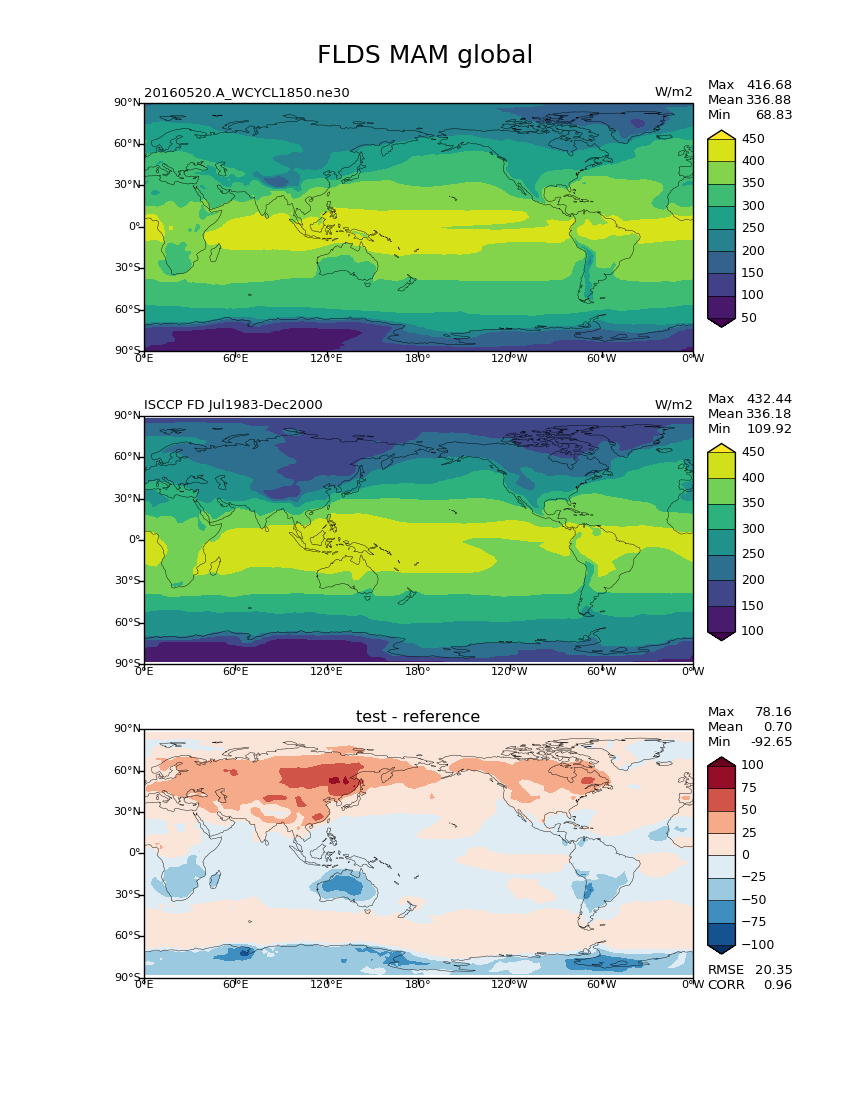 FLDS MAM global
20160520.A_WCYCL1850.ne30 W/m2
Max 416.68
Mean 336.88
Min 68.83
90°N
60°N
30°N
0°
30°S
60°S
90°S
0°E 60°E 120°E 180° 120°W 60°W 0°W
450
400
350
300
250
200
150
100
50
ISCCP FD Jul1983-Dec2000 W/m2
Max 432.44
Mean 336.18
Min 109.92
90°N
60°N
30°N
0°
30°S
60°S
90°S
0°E 60°E 120°E 180° 120°W 60°W 0°W
450
400
350
300
250
200
150
100
test - reference
Max 78.16
Mean 0.70
Min -92.65
90°N
60°N
30°N
0°
30°S
60°S
90°S
0°E 60°E 120°E 180° 120°W 60°W 0°W
100
75
50
25
0
−25
−50
−75
−100
RMSE 20.35
CORR 0.96